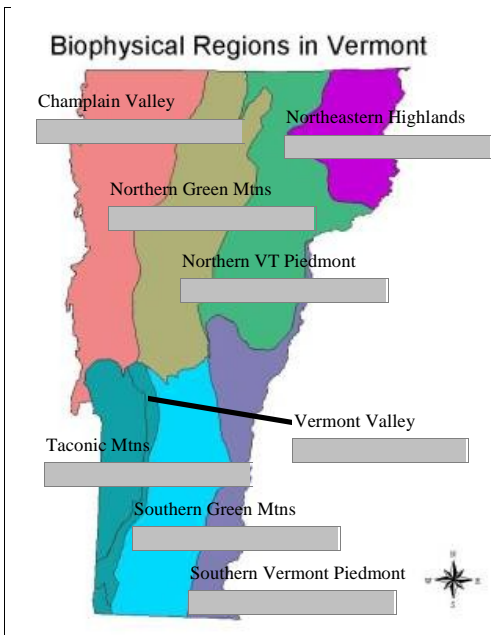 Biophysical Regions in Vermont
Champlain Valley
Northeastern Highlands
Northern Green Mtns
Northern VT Piedmont
Vermont Valley
Taconic Mtns
Southern Green Mtns
Southern Vermont Piedmont
N
W E
S